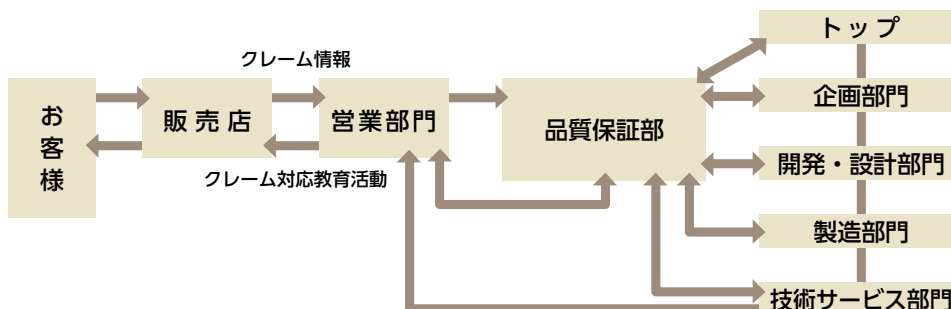 クレーム情報
お客様
販売店
営業部門
クレーム対応教育活動
品質保証部
トップ
企画部門
開発・設計部門
製造部門
技術サービス部門